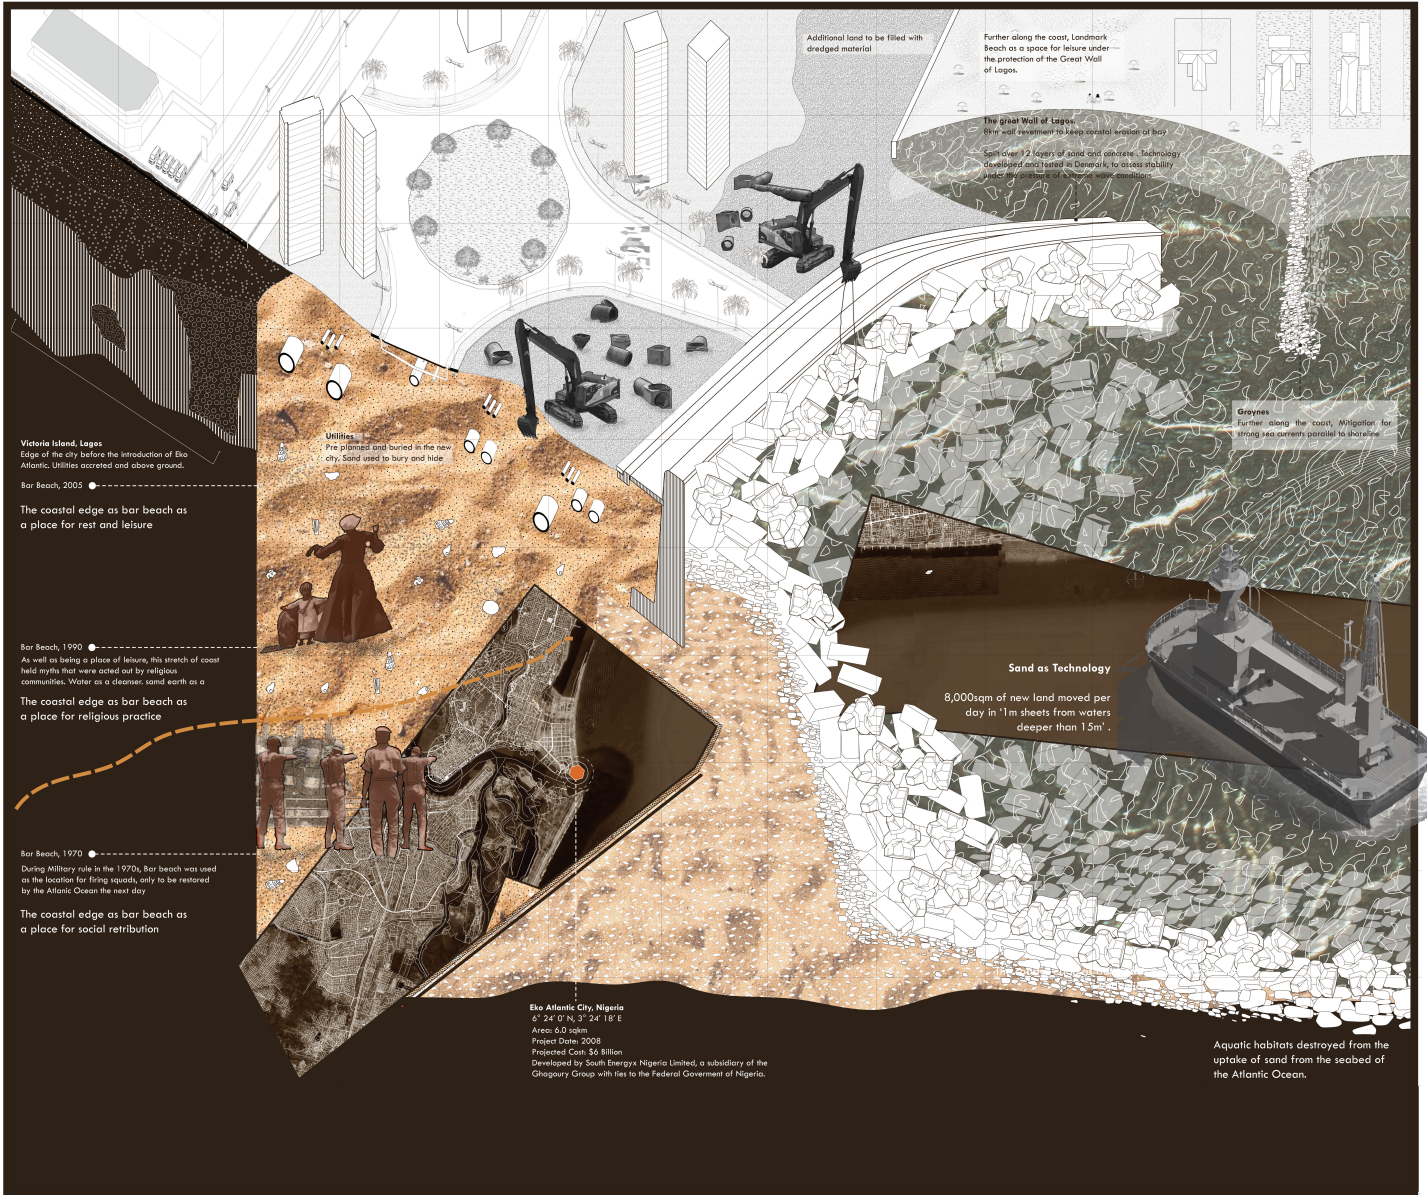 Additional land to be filled with
dredged material
Further along the coast, Landmark
Beach as a space for leisure under
the protection of the Great Wall
of Lagos.
The great Wall of Lagos.
8km wall revetment to keep coastal erosion at bay
Split over 12 layers of sand and concrete . Technology
developed and tested in Denmark, to assess stability
under the pressure of extreme wave conditions
Groynes
Further along the coast, Mitigation for
strong sea currents parallel to shoreline
Victoria Island, Lagos
Edge of the city before the introduction of Eko
Atlantic. Utilities accreted and above ground.
Utilities
Pre planned and buried in the new
city. Sand used to bury and hide
Bar Beach, 2005
The coastal edge as bar beach as
a place for rest and leisure
Bar Beach, 1990
As well as being a place of leisure, this stretch of coast
held myths that were acted out by religious
communities. Water as a cleanser. samd earth as a
The coastal edge as bar beach as
a place for religious practice
Sand as Technology
8,000sqm of new land moved per
day in ‘1m sheets from waters
deeper than 15m’ .
Bar Beach, 1970
During Military rule in the 1970s, Bar beach was used
as the location for firing squads, only to be restored
by the Atlanic Ocean the next day
The coastal edge as bar beach as
a place for social retribution
Eko Atlantic City, Nigeria
6° 24’ 0’ N, 3° 24’ 18’ E
Area: 6.0 sqkm
Project Date: 2008
Projected Cost: $6 Billion
Developed by South Energyx Nigeria Limited, a subsidiary of the
Ghagoury Group with ties to the Federal Goverment of Nigeria.
Aquatic habitats destroyed from the
uptake of sand from the seabed of
the Atlantic Ocean.